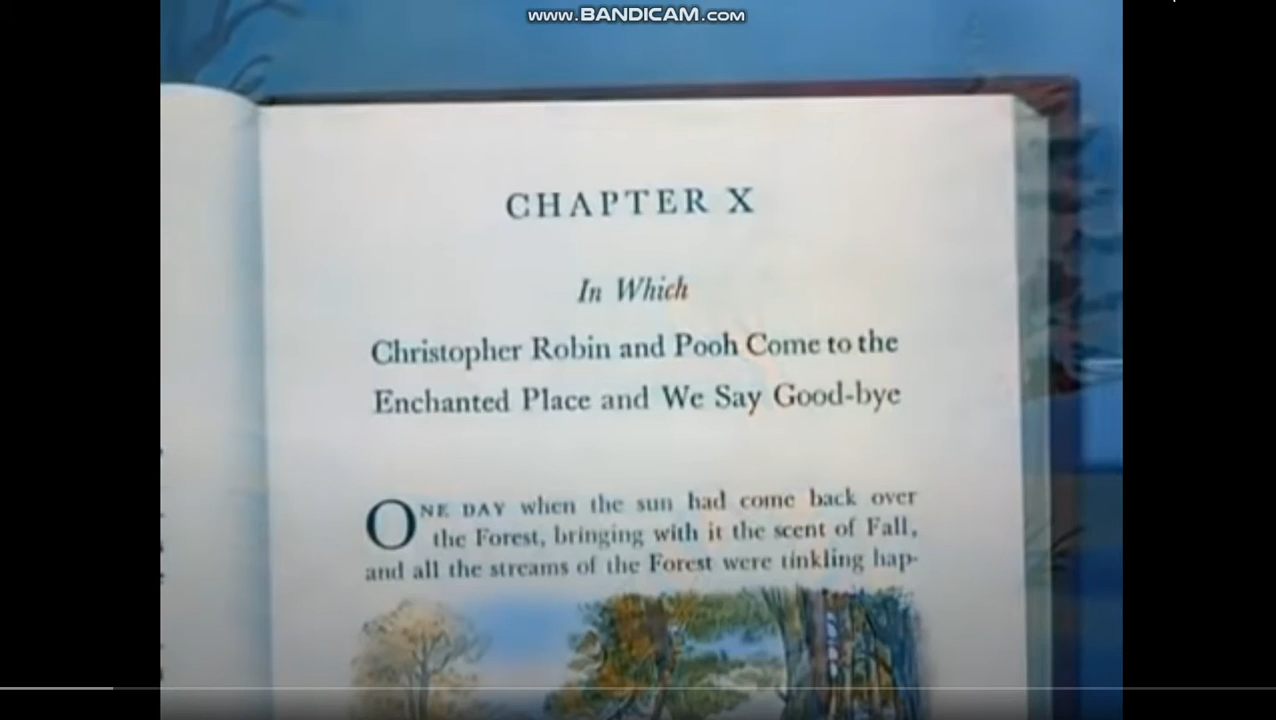 www.BANDICAM.com
CHAPTER X
In Which
Christopher Robin and Pooh Come to the
Enchanted Place and We Say Good-bye
ONE DAY when the sun had come back over
the Forest, bringing with it the scent of Fall,
and all the streams of the Forest were tinkling hap-